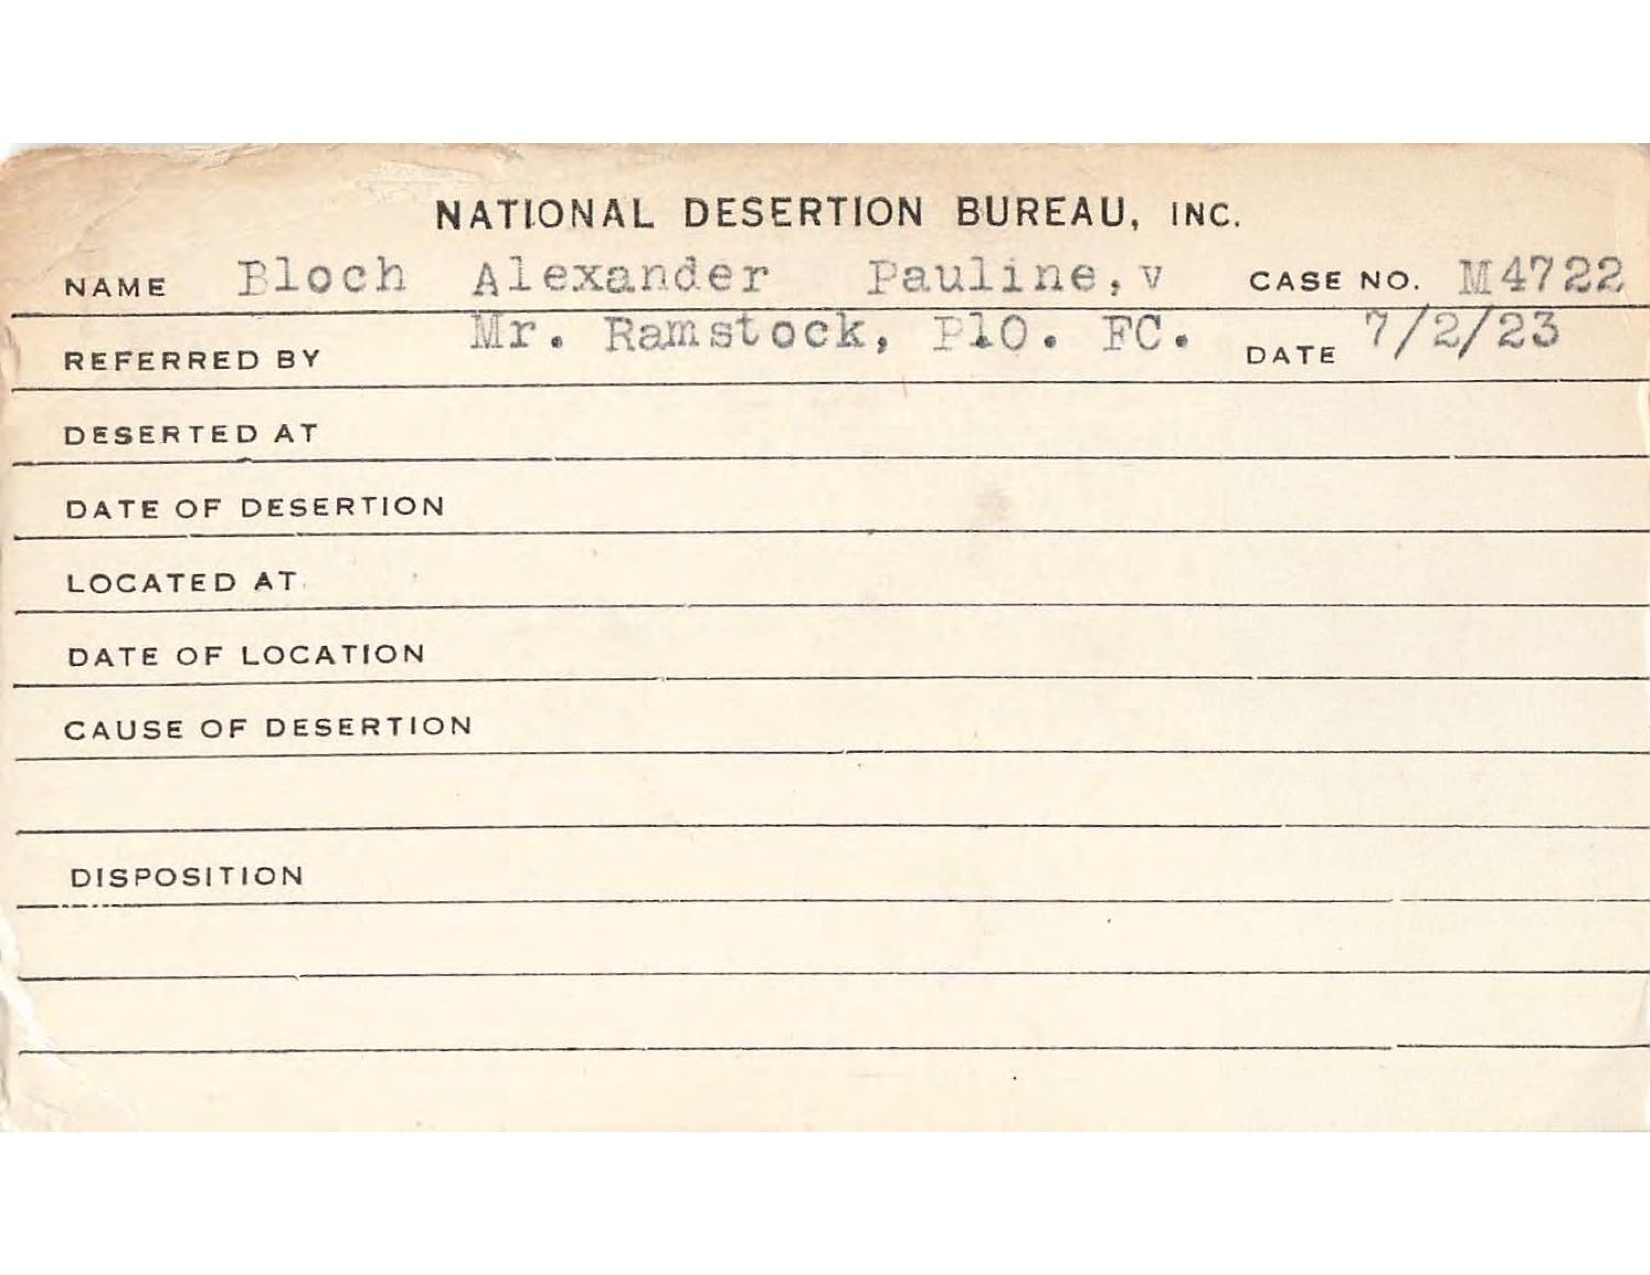 NATIONAL DESERTION BUREAU, INC.
NAME Bloch Alexander Pauline, v CASE NO. M4722
REFERRED BY Mr. Ramstock, PlO. FC. DATE 7/2/23
DESERTED AT
DATE OF DESERTION
LOCATED AT
DATE OF LOCATION
CAUSE OF DESERTION
DISPOSITION